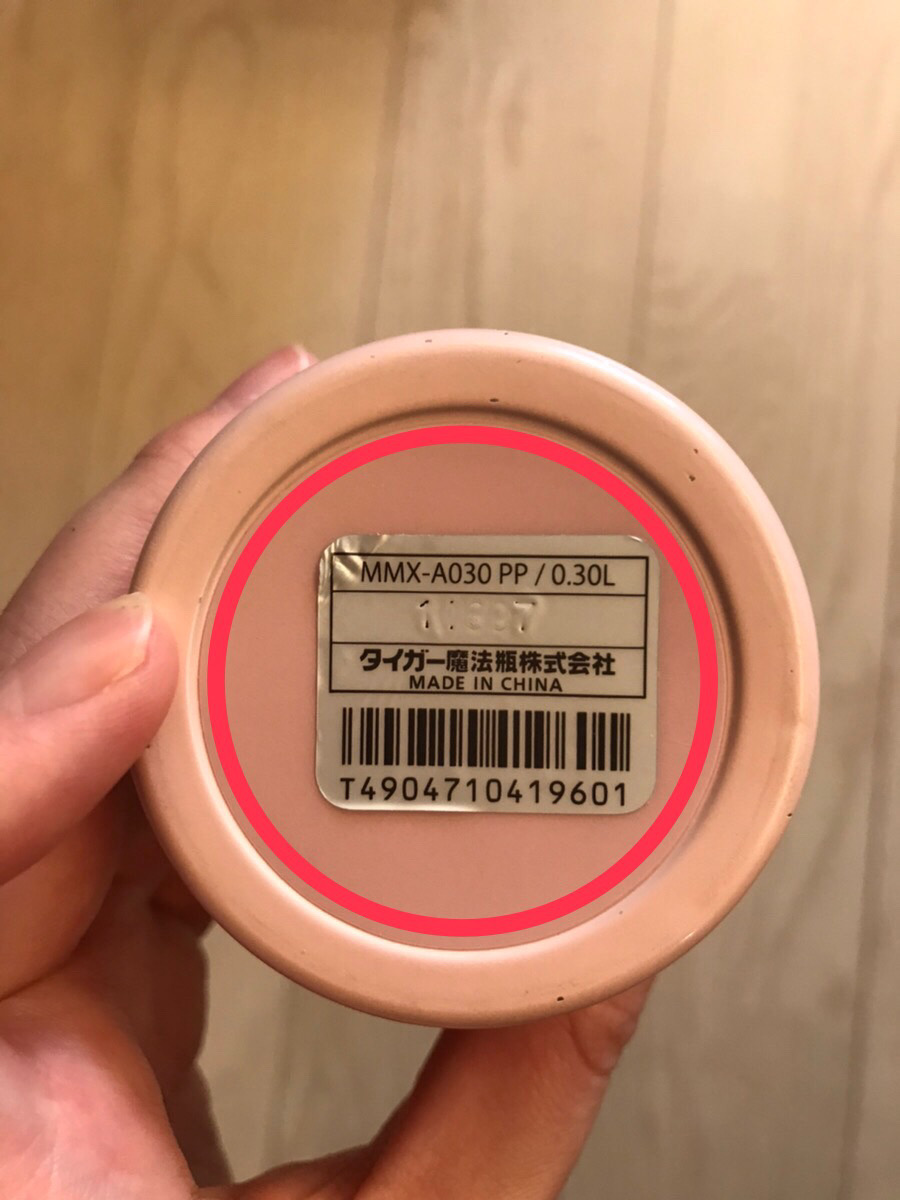 MMX-A030 PP / 0.30L
タイガー魔法瓶株式会社
MADE IN CHINA
T4904710419601